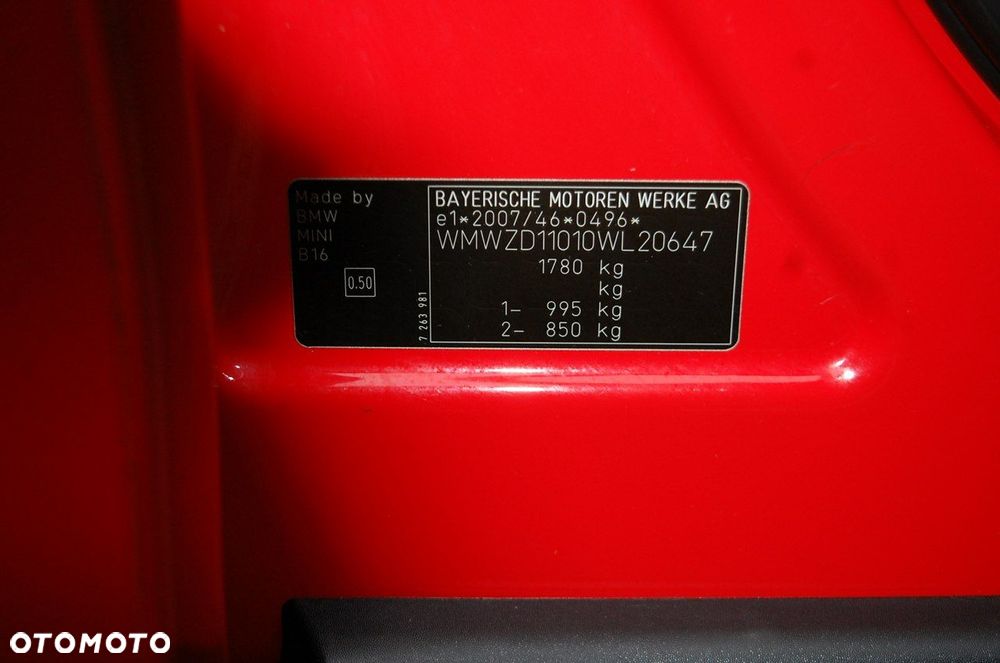 Made by
BMW
MINI
B16
0.50
7 263 981
BAYERISCHE MOTOREN WERKE AG
e1*2007/46*0496*
WMWZD11010WL20647
1780 kg
kg
1- 995 kg
2- 850 kg
OTOMOTO